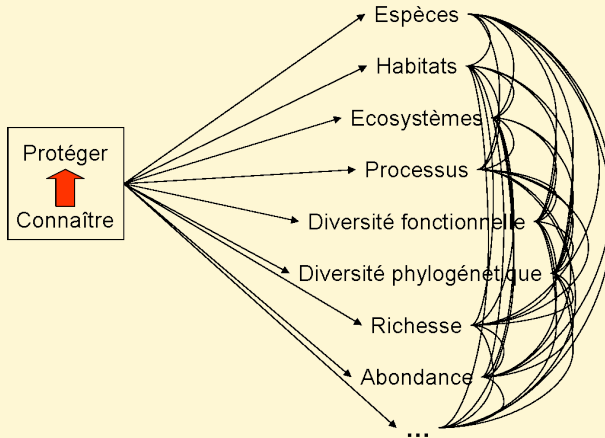 Espèces
Habitats
Ecosystèmes
Processus
Protéger
Connaître
Diversité fonctionnelle
Diversité phylogénétique
Richesse
Abondance
...